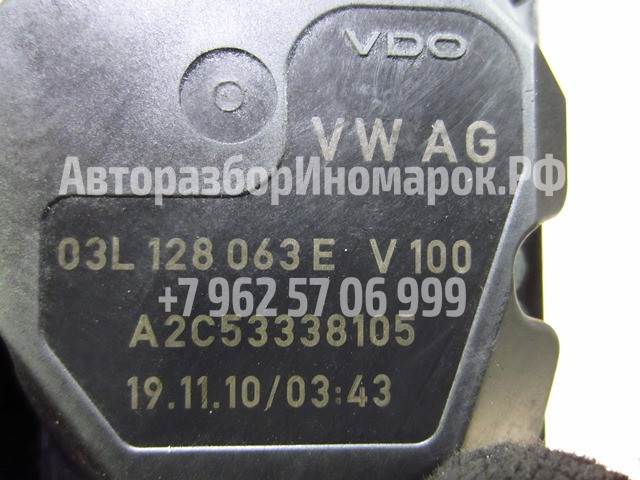 VDO
VW AG
АвторазборИномарок.РФ
03L 128 063E V 100
+7 962 57 06 999
A2C53338105
19.11.10/03:43